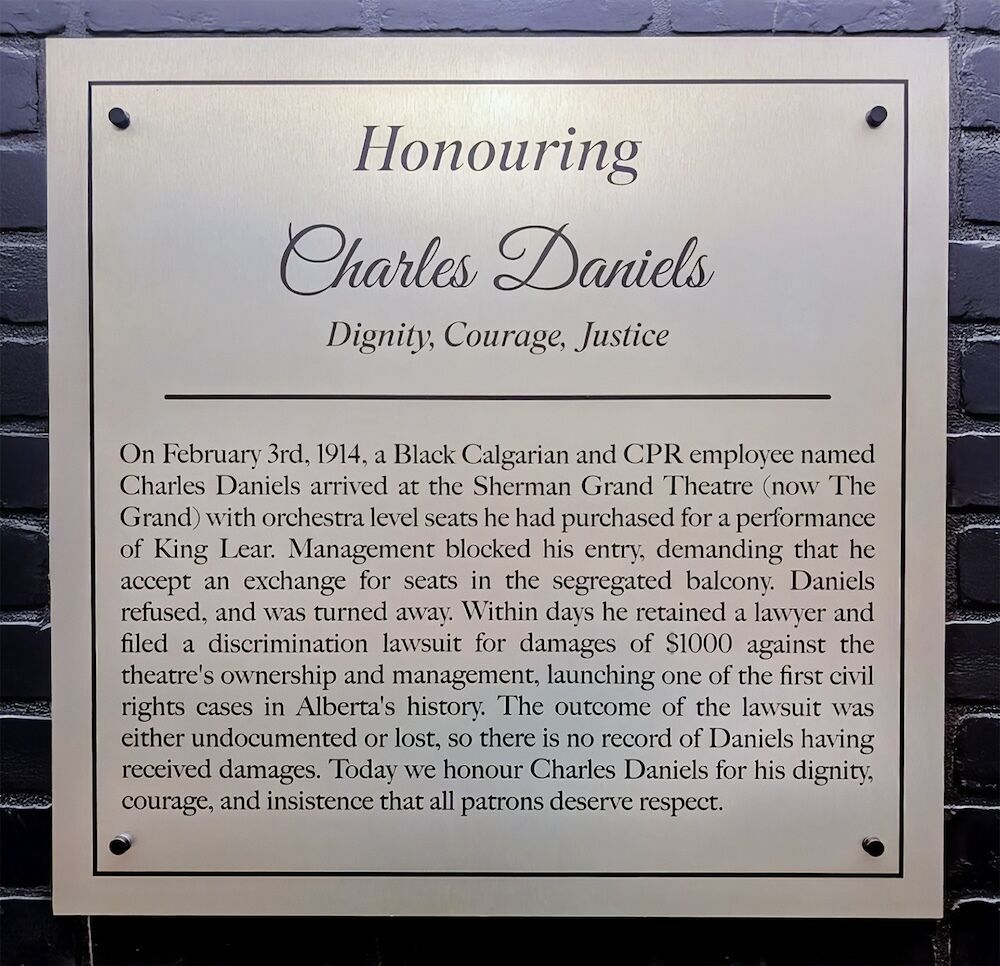 Honouring
Charles Daniels
Dignity, Courage, Justice
On February 3rd, 1914, a Black Calgarian and CPR employee named
Charles Daniels arrived at the Sherman Grand Theatre (now The
Grand) with orchestra level seats he had purchased for a performance
of King Lear. Management blocked his entry, demanding that he
accept an exchange for seats in the segregated balcony. Daniels
refused, and was turned away. Within days he retained a lawyer and
filed a discrimination lawsuit for damages of $1000 against the
theatre's ownership and management, launching one of the first civil
rights cases in Alberta's history. The outcome of the lawsuit was
either undocumented or lost, so there is no record of Daniels having
received damages. Today we honour Charles Daniels for his dignity,
courage, and insistence that all patrons deserve respect.